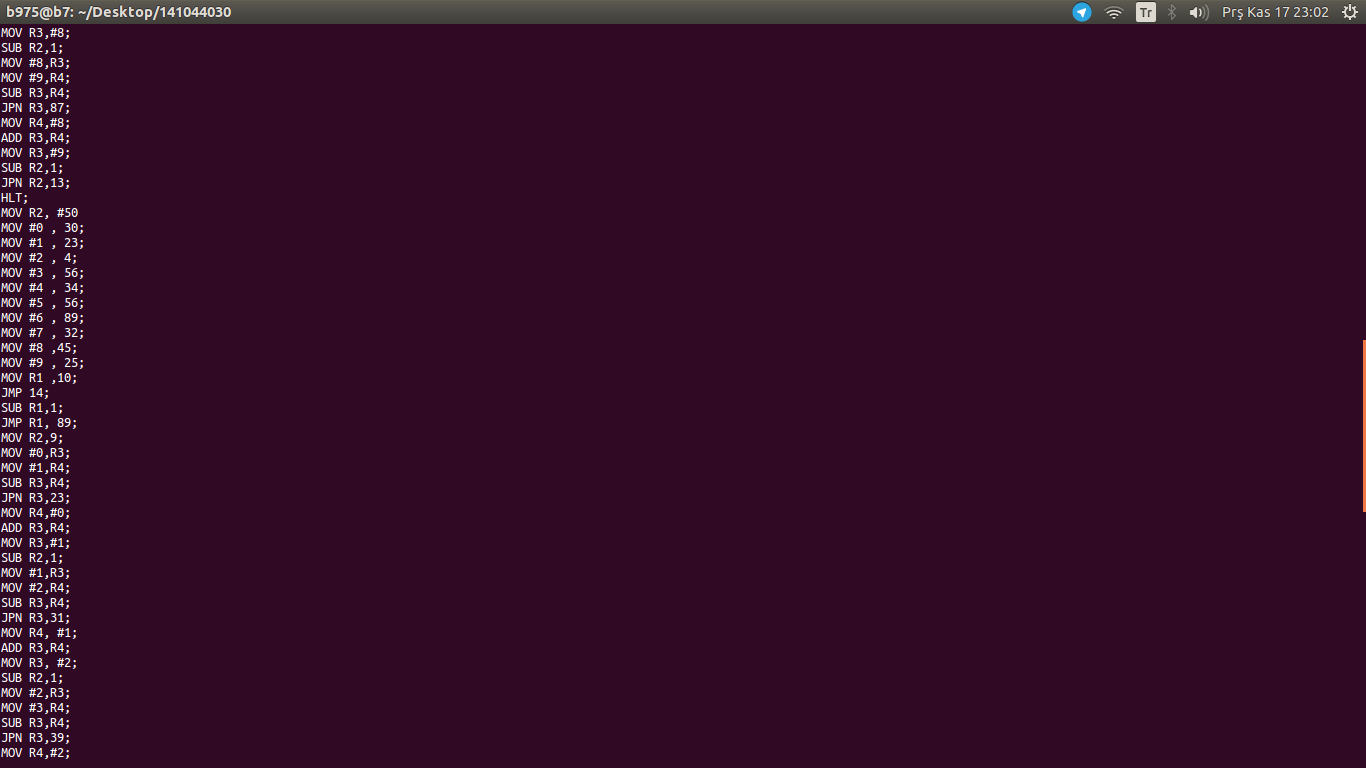 b975@b7: ~/Desktop/141044030
Tr
Prş Kas 17 23:02
MOV R3,#8;
SUB R2,1;
MOV #8,R3;
MOV #9,R4;
SUB R3,R4;
JPN R3,87;
MOV R4,#8;
ADD R3,R4;
MOV R3,#9;
SUB R2,1;
JPN R2,13;
HLT;
MOV R2, #50
MOV #0 , 30;
MOV #1 , 23;
MOV #2 , 4;
MOV #3 , 56;
MOV #4 , 34;
MOV #5 , 56;
MOV #6 , 89;
MOV #7 , 32;
MOV #8 ,45;
MOV #9 , 25;
MOV R1 ,10;
JMP 14;
SUB R1,1;
JMP R1, 89;
MOV R2,9;
MOV #0,R3;
MOV #1,R4;
SUB R3,R4;
JPN R3,23;
MOV R4,#0;
ADD R3,R4;
MOV R3,#1;
SUB R2,1;
MOV #1,R3;
MOV #2,R4;
SUB R3,R4;
JPN R3,31;
MOV R4, #1;
ADD R3,R4;
MOV R3, #2;
SUB R2,1;
MOV #2,R3;
MOV #3,R4;
SUB R3,R4;
JPN R3,39;
MOV R4,#2;